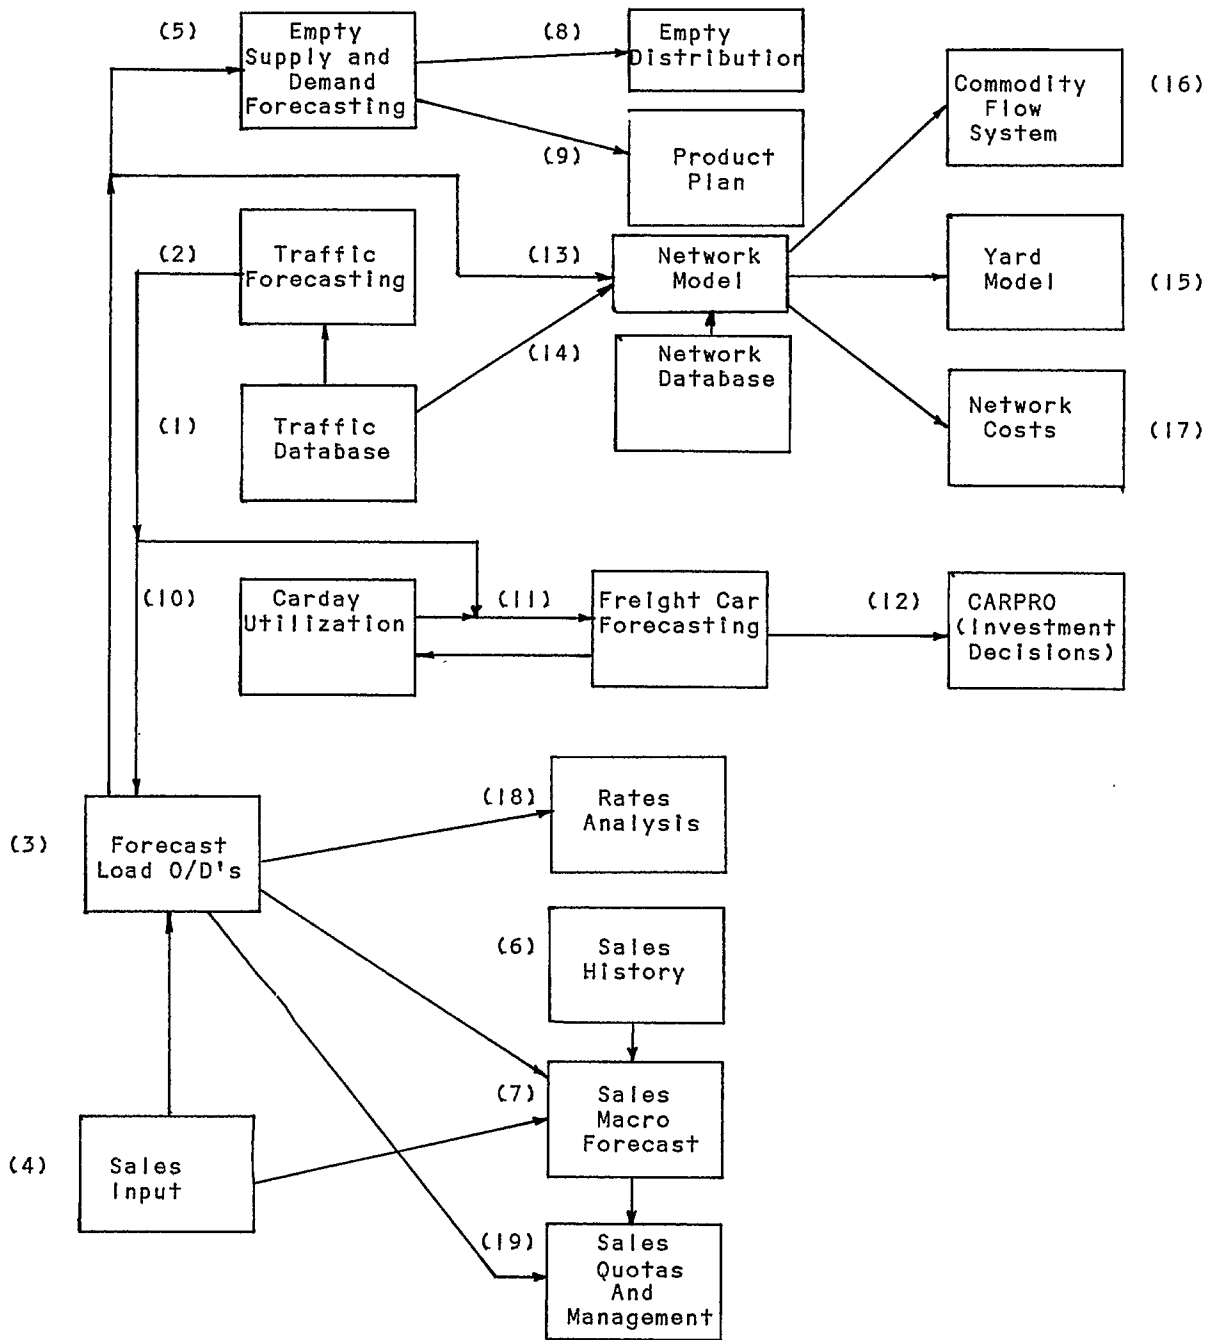 (5)
Empty
Supply and
Demand
Forecasting
(8)
Empty
Distribution
(9)
Product
Plan
Commodity
Flow
System
(16)
(2)
Traffic
Forecasting
(13)
Network
Model
Yard
Model
(15)
(14)
Network
Database
(1)
Traffic
Database
Network
Costs
(17)
(10)
Carday
Utilization
(11)
Freight Car
Forecasting
(12)
CARPRO
(Investment
Decisions)
(18)
Rates
Analysis
(3)
Forecast
Load O/D's
(6)
Sales
History
(7)
Sales
Macro
Forecast
(4)
Sales
Input
(19)
Sales
Quotas
And
Management